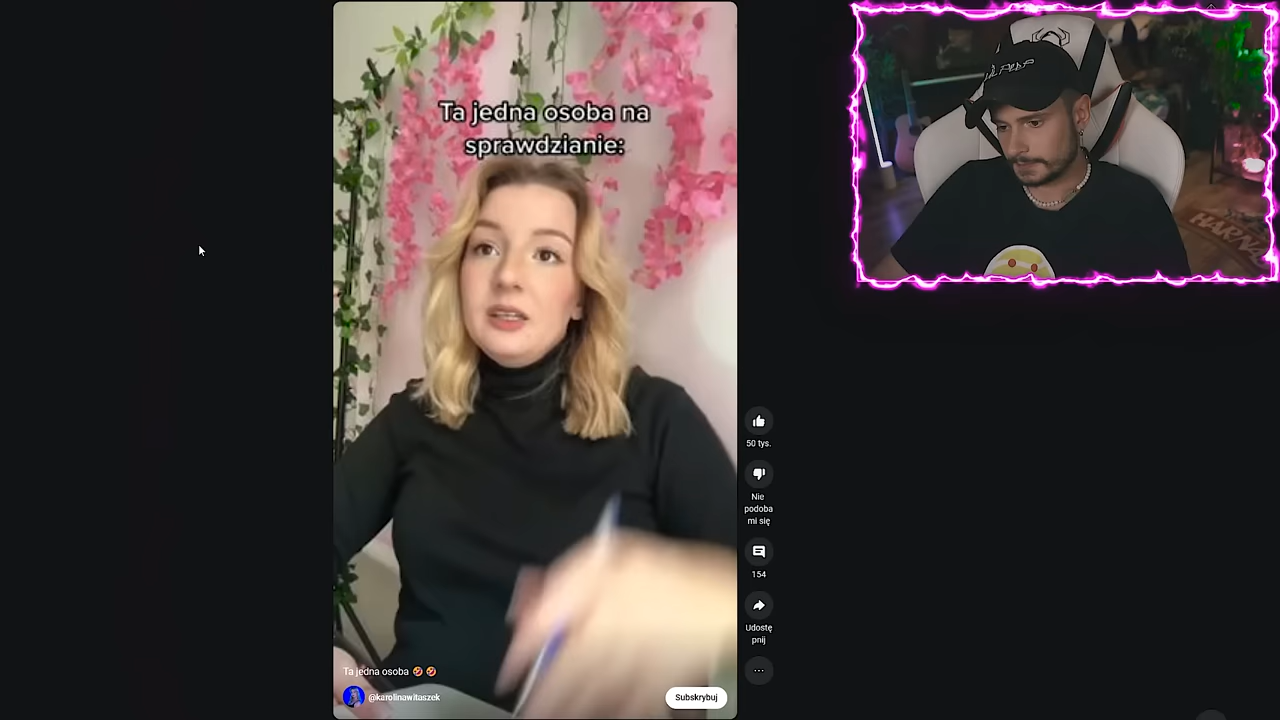 Ta jedna osoba na
sprawdzianie:
50 tys.
Nie
podoba
mi się
154
Udostę
pnij
Ta jedna osoba 🤣 🤣
@karolinawitaszek
Subskrybuj